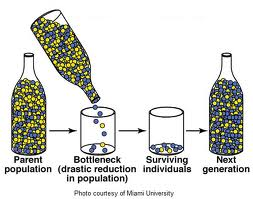 Parent
population
Bottleneck
(drastic reduction
in population)
Surviving
individuals
Next
generation
Photo courtesy of Miami University